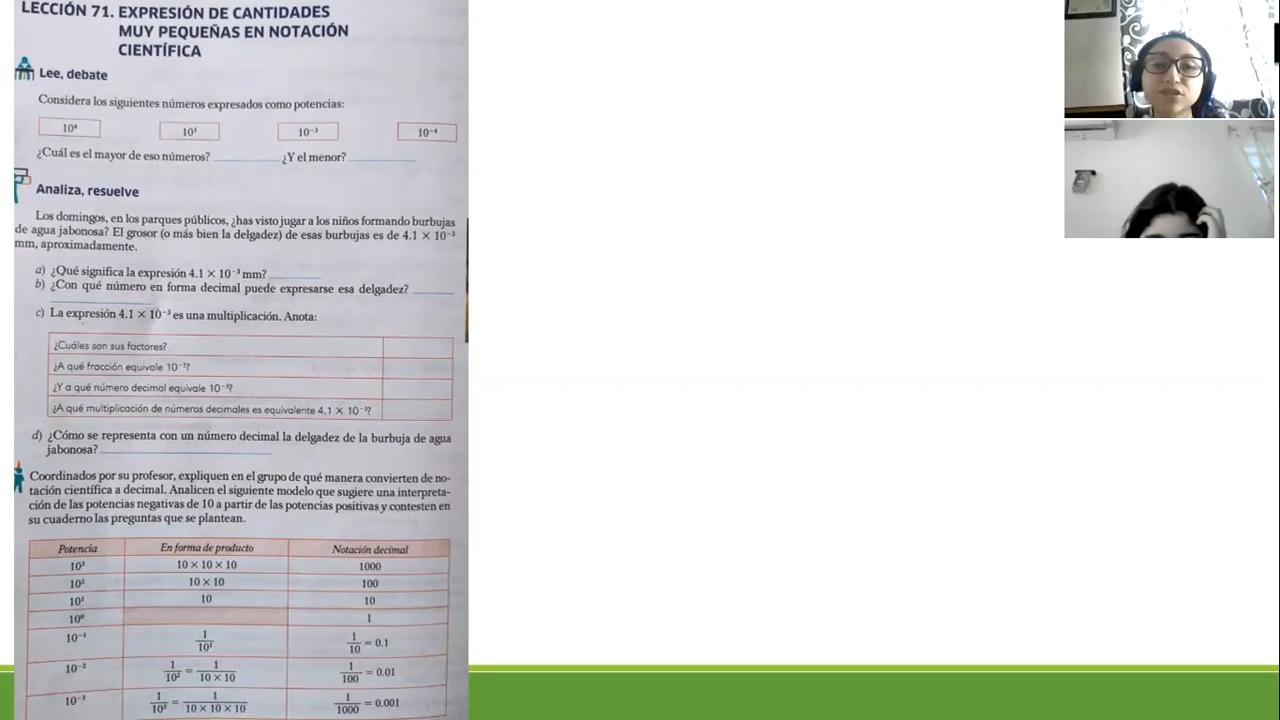 LECCIÓN 71. EXPRESIÓN DE CANTIDADES
MUY PEQUEÑAS EN NOTACIÓN
CIENTÍFICA
Lee, debate
Considera los siguientes números expresados como potencias:
10⁴ 10³ 10⁻³ 10⁻⁴
¿Cuál es el mayor de eso números? ¿Y el menor?
Analiza, resuelve
Los domingos, en los parques públicos, ¿has visto jugar a los niños formando burbujas
de agua jabonosa? El grosor (o más bien la delgadez) de esas burbujas es de 4.1 × 10⁻³
mm, aproximadamente.
a) ¿Qué significa la expresión 4.1 × 10⁻³ mm?
b) ¿Con qué número en forma decimal puede expresarse esa delgadez?
c) La expresión 4.1 × 10⁻³ es una multiplicación. Anota:
¿Cuáles son sus factores?
¿A qué fracción equivale 10⁻³?
¿Y a qué número decimal equivale 10⁻³?
¿A qué multiplicación de números decimales es equivalente 4.1 × 10⁻³?
d) ¿Cómo se representa con un número decimal la delgadez de la burbuja de agua
jabonosa?
Coordinados por su profesor, expliquen en el grupo de qué manera convierten de no-
tación científica a decimal. Analicen el siguiente modelo que sugiere una interpreta-
ción de las potencias negativas de 10 a partir de las potencias positivas y contesten en
su cuaderno las preguntas que se plantean.
Potencia En forma de producto Notación decimal
10³ 10 × 10 × 10 1000
10² 10 × 10 100
10¹ 10 10
10⁰ 1
10⁻¹ 1/10¹ 1/10 = 0.1
10⁻² 1/10² = 1/10 × 10 1/100 = 0.01
10⁻³ 1/10³ = 1/10 × 10 × 10 1/1000 = 0.001